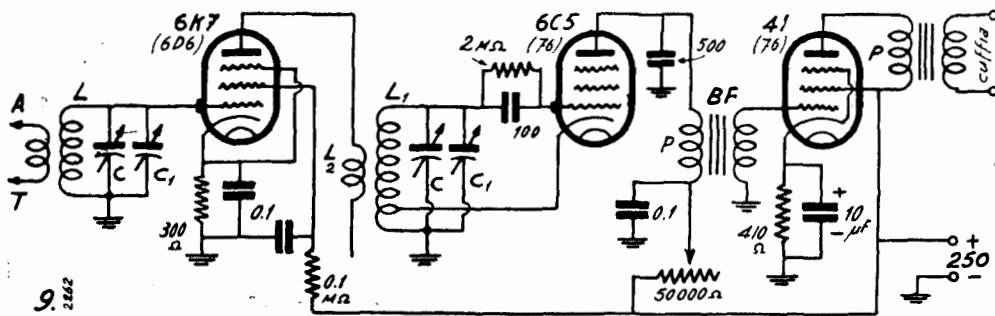 6K7
(6D6)
6C5
(76)
41
(76)
2 MΩ
500
P
cuffia
A
L
L1
100
BF
L2
P
C
C1
C
C1
T
0.1
0.1
+
300
Ω
410
Ω
10
- µF
+
250
-
0.1
MΩ
50000 Ω
9.
2262